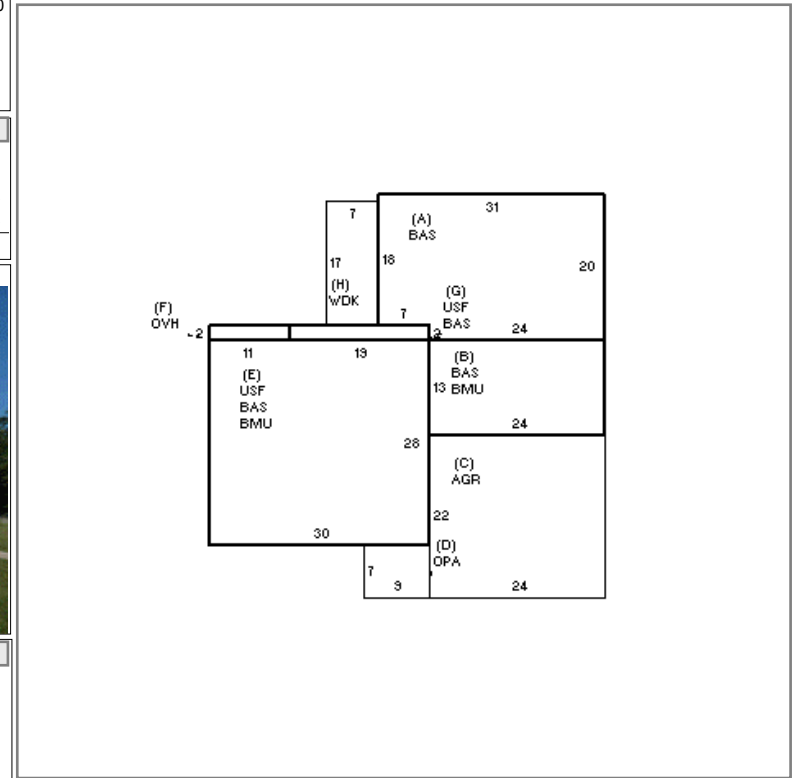 7
31
(A)
BAS
17
18
20
(H)
WDK
(G)
USF
BAS
(F)
OVH
2
7
2
24
11
19
(E)
USF
BAS
BMU
(B)
BAS
BMU
13
28
24
(C)
AGR
22
30
(D)
OPA
7
9
24